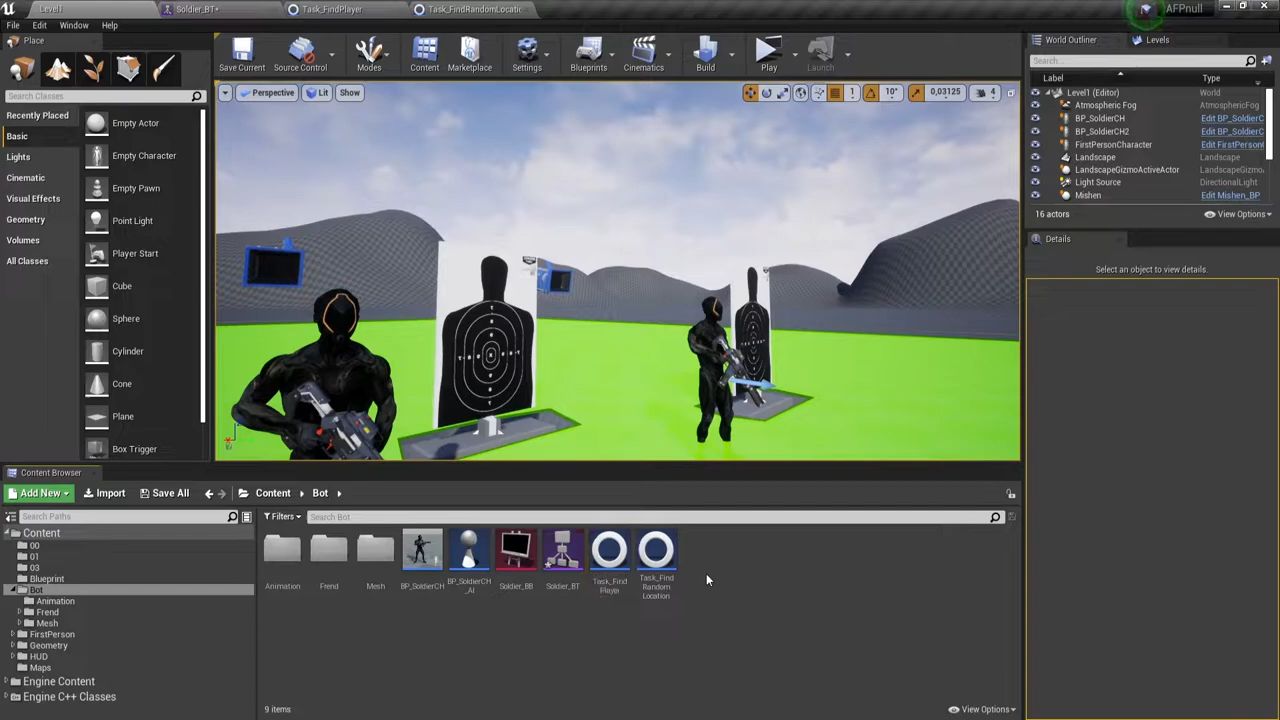 Level1
Soldier_BT*
Task_FindPlayer
Task_FindRandomLocatic
AFPnull
File
Edit
Window
Help
Place
Save Current
Source Control
Modes
Content
Marketplace
Settings
Blueprints
Cinematics
Build
Play
Launch
World Outliner
Levels
Search...
Label
Type
Search Classes
Recently Placed
Basic
Lights
Cinematic
Visual Effects
Geometry
Volumes
All Classes
Empty Actor
Empty Character
Empty Pawn
Point Light
Player Start
Cube
Sphere
Cylinder
Cone
Plane
Box Trigger
Perspective
Lit
Show
1
10°
0,03125
4
Level1 (Editor)
World
Atmospheric Fog
AtmosphericFog
BP_SoldierCH
Edit BP_SoldierC
BP_SoldierCH2
Edit BP_SoldierC
FirstPersonCharacter
Edit FirstPerson
Landscape
Landscape
LandscapeGizmoActiveActor
LandscapeGizmo
Light Source
DirectionalLight
Mishen
Edit Mishen_BP
16 actors
View Options
Details
Select an object to view details.
Content Browser
Add New
Import
Save All
Content
Bot
Search Paths
Filters
Search Bot
Content
00
01
03
Blueprint
Bot
Animation
Frend
Mesh
FirstPerson
Geometry
HUD
Maps
Engine Content
Engine C++ Classes
Animation
Frend
Mesh
BP_SoldierCH
BP_SoldierCH
_AI
Soldier_BB
Soldier_BT
Task_Find
Player
Task_Find
Random
Location
9 items
View Options